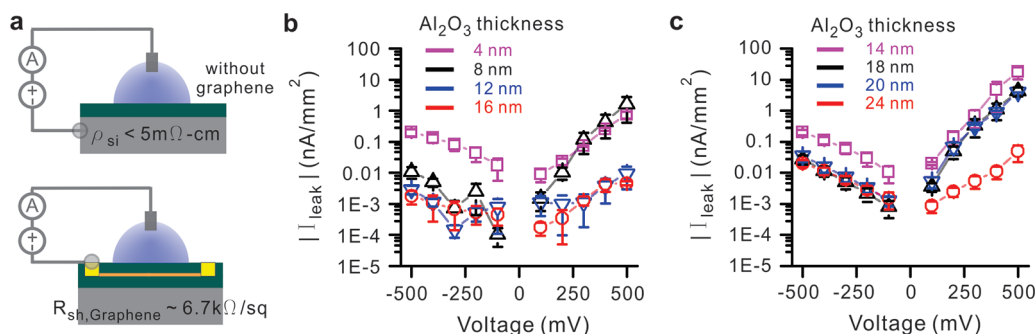 a
A
+
without
graphene
ρsi < 5mΩ-cm
A
+
Rsh,Graphene ~ 6.7kΩ/sq
b
Al2O3 thickness
4 nm
8 nm
12 nm
16 nm
| Ileak | (nA/mm²)
100
10
1
0.1
0.01
1E-3
1E-4
1E-5
-500 -250 0 250 500
Voltage (mV)
c
Al2O3 thickness
14 nm
18 nm
20 nm
24 nm
| Ileak | (nA/mm²)
100
10
1
0.1
0.01
1E-3
1E-4
1E-5
-500 -250 0 250 500
Voltage (mV)